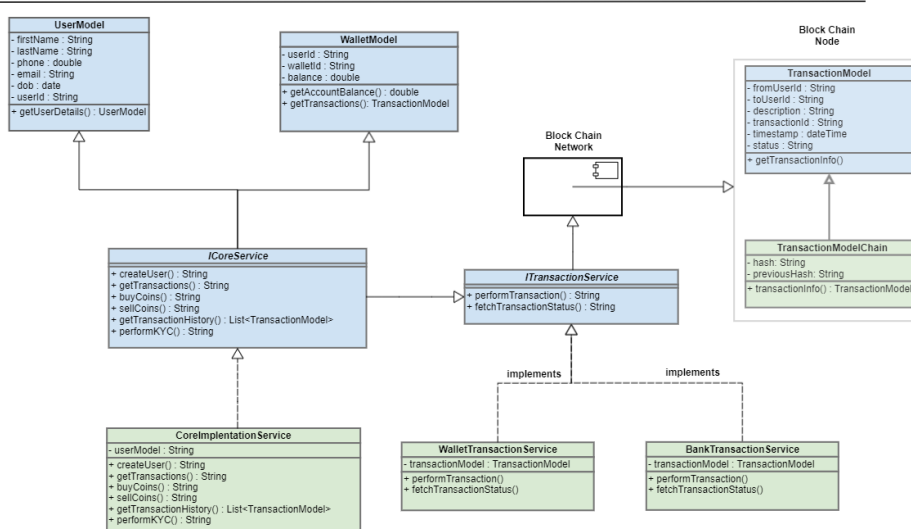 UserModel
- firstName : String
- lastName : String
- phone : double
- email : String
- dob : date
- userId : String
+ getUserDetails() : UserModel
WalletModel
- userId : String
- walletId : String
- balance : double
+ getAccountBalance() : double
+ getTransactions(): TransactionModel
Block Chain
Node
TransactionModel
- fromUserId : String
- toUserId : String
- description : String
- transactionId : String
- timestamp : dateTime
- status : String
+ getTransactionInfo()
Block Chain
Network
TransactionModelChain
- hash: String
- previousHash: String
+ transactionInfo() : TransactionModel
ICoreService
+ createUser() : String
+ getTransactions() : String
+ buyCoins() : String
+ sellCoins() : String
+ getTransactionHistory() : List<TransactionModel>
+ performKYC() : String
ITransactionService
+ performTransaction() : String
+ fetchTransactionStatus() : String
implements
implements
CoreImplentationService
- userModel : String
+ createUser() : String
+ getTransactions() : String
+ buyCoins() : String
+ sellCoins() : String
+ getTransactionHistory() : List<TransactionModel>
+ performKYC() : String
WalletTransactionService
- transactionModel : TransactionModel
+ performTransaction()
+ fetchTransactionStatus()
BankTransactionService
- transactionModel : TransactionModel
+ performTransaction()
+ fetchTransactionStatus()